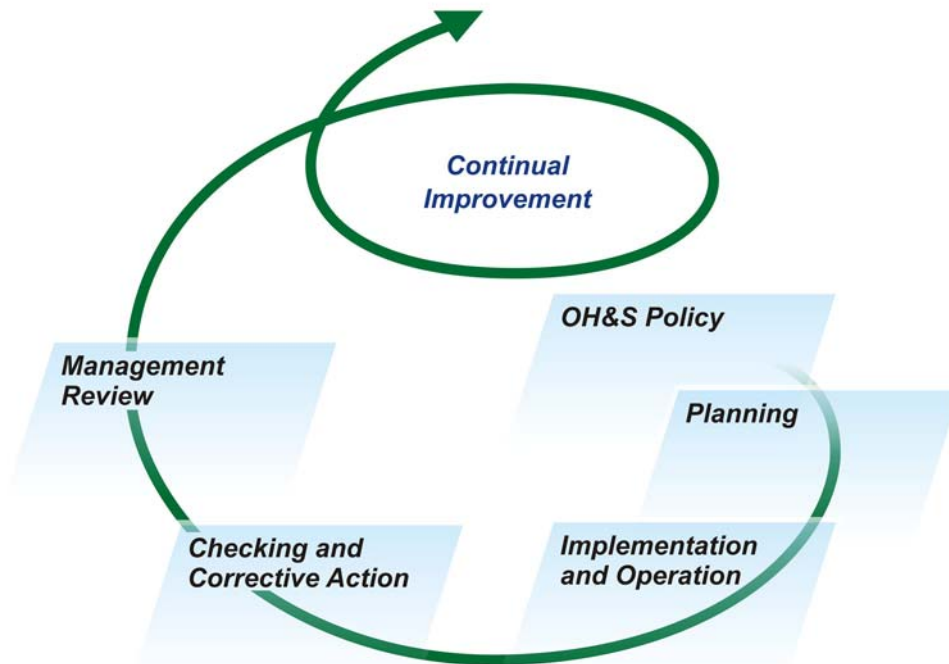 Continual
Improvement
OH&S Policy
Planning
Implementation
and Operation
Checking and
Corrective Action
Management
Review